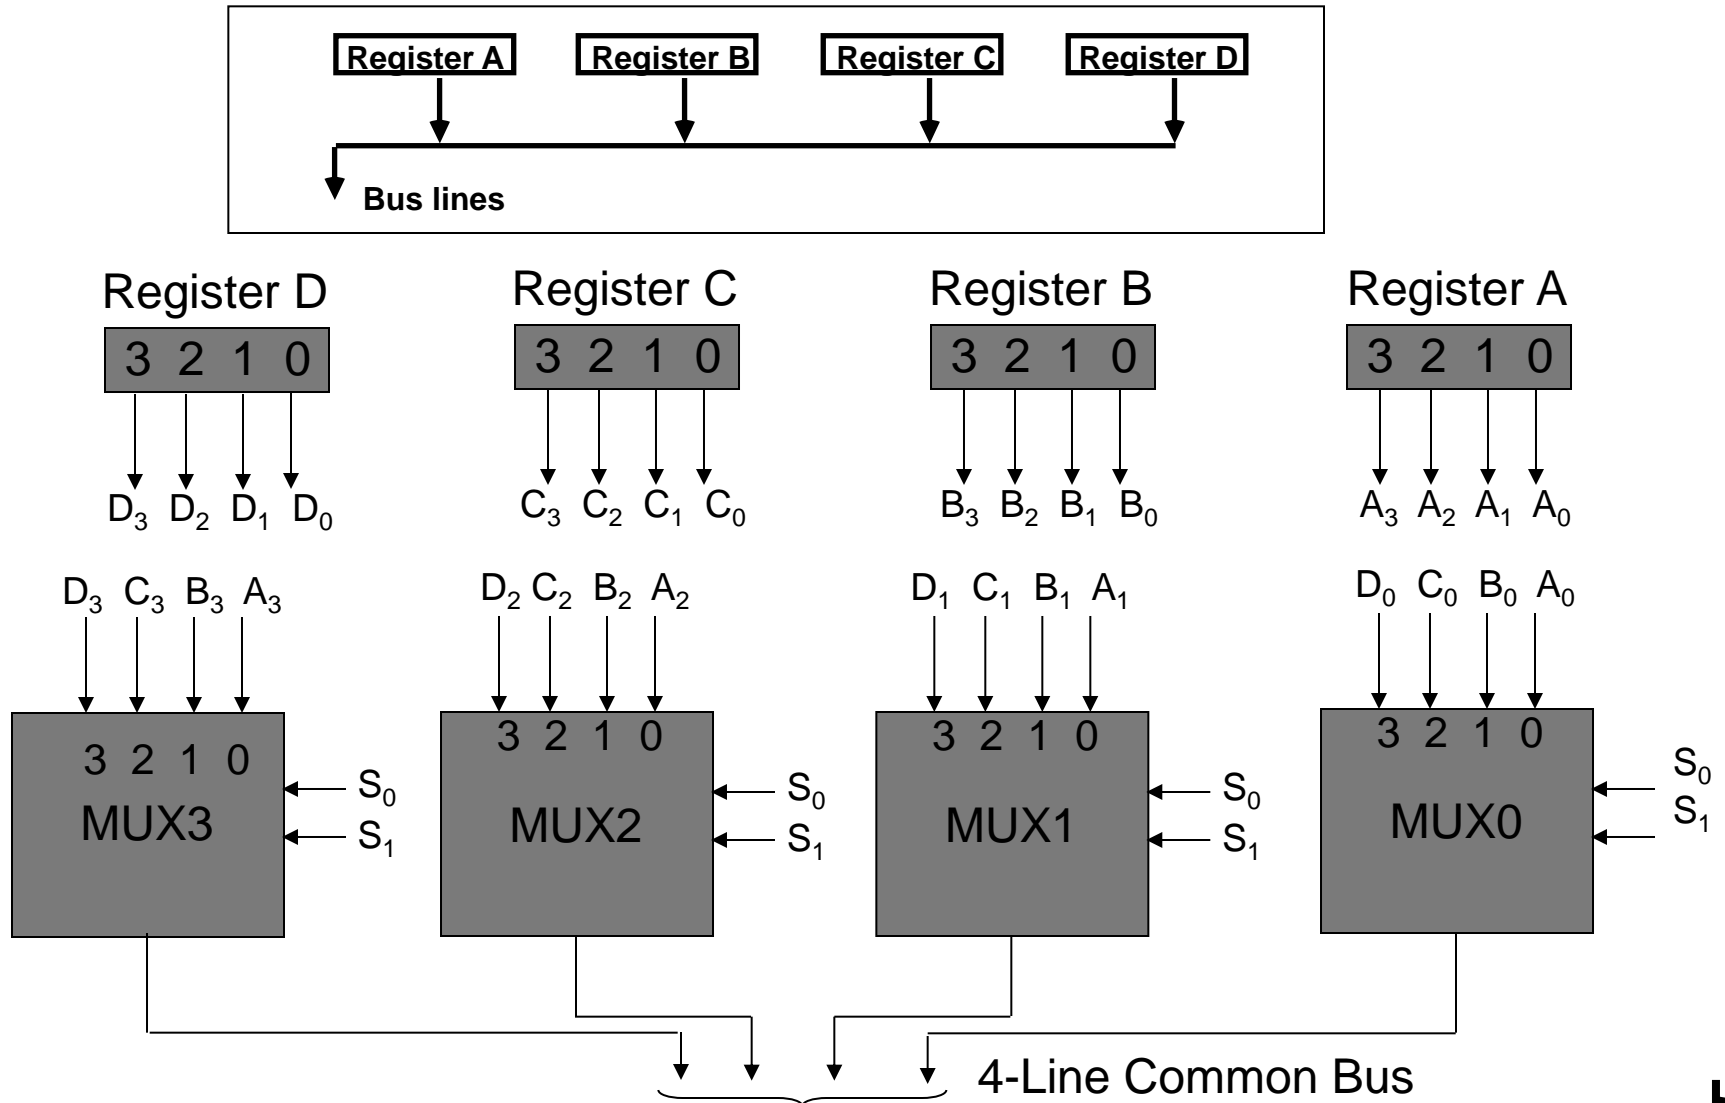 Register A Register B Register C Register D
Bus lines
Register D Register C Register B Register A
3 2 1 0 3 2 1 0 3 2 1 0 3 2 1 0
D3 D2 D1 D0 C3 C2 C1 C0 B3 B2 B1 B0 A3 A2 A1 A0
D3 C3 B3 A3 D2 C2 B2 A2 D1 C1 B1 A1 D0 C0 B0 A0
3 2 1 0 3 2 1 0 3 2 1 0 3 2 1 0
S0 S0 S0 S0
MUX3 MUX2 MUX1 MUX0
S1 S1 S1 S1
4-Line Common Bus